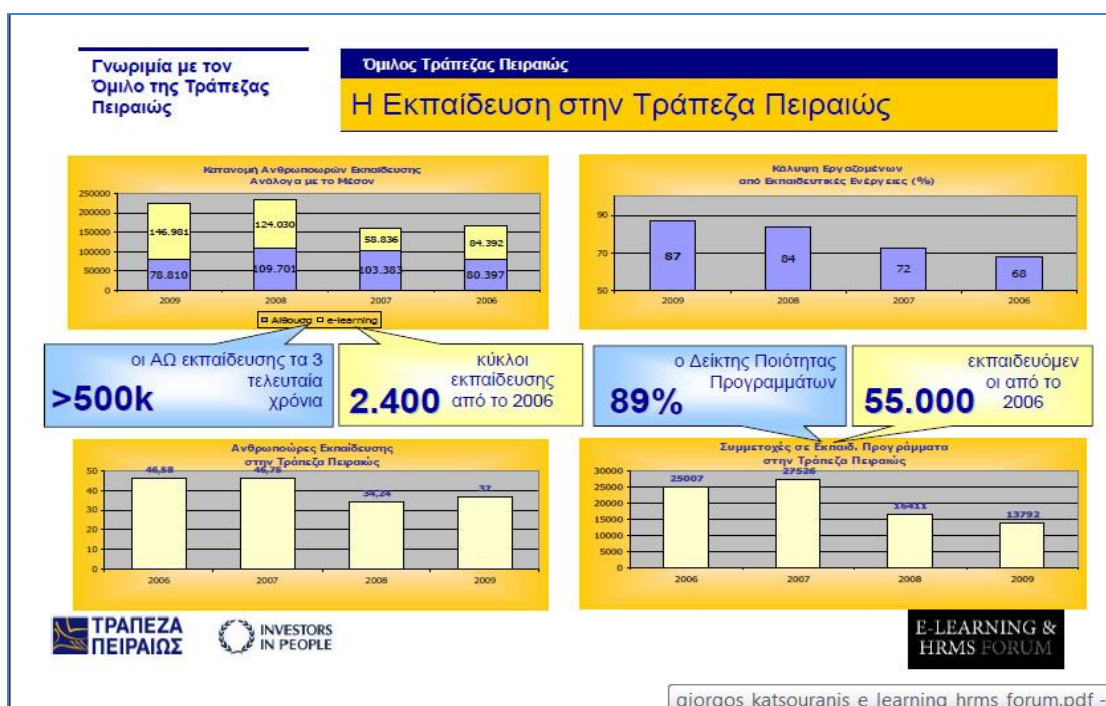 Γνωριμία με τον
Όμιλο της Τράπεζας
Πειραιώς
Όμιλος Τράπεζας Πειραιώς
Η Εκπαίδευση στην Τράπεζα Πειραιώς
Κατανομή Ανθρωποωρών Εκπαίδευσης
Ανάλογα με το Μέσον
250000
200000
150000
100000
50000
0
146.981
124.030
58.836
84.392
78.810
109.701
103.383
80.397
2009
2008
2007
2006
Αίθουσα e-learning
Κάλυψη Εργαζομένων
από Εκπαιδευτικές Ενέργειες (%)
90
70
50
87
84
72
68
2009
2008
2007
2006
οι ΑΩ εκπαίδευσης τα 3
τελευταία
χρόνια
>500k
κύκλοι
εκπαίδευσης
από το 2006
2.400
ο Δείκτης Ποιότητας
Προγραμμάτων
89%
εκπαιδευόμεν
οι από το
2006
55.000
Ανθρωποώρες Εκπαίδευσης
στην Τράπεζα Πειραιώς
50
40
30
20
10
0
46,58
46,75
34,24
37
2006
2007
2008
2009
Συμμετοχές σε Εκπαιδ. Προγράμματα
στην Τράπεζα Πειραιώς
30000
25000
20000
15000
10000
5000
0
25007
27526
16411
13792
2006
2007
2008
2009
ΤΡΑΠΕΖΑ
ΠΕΙΡΑΙΩΣ
INVESTORS
IN PEOPLE
E-LEARNING &
HRMS FORUM
giorgos_katsouranis_e_learning_hrms_forum.pdf -